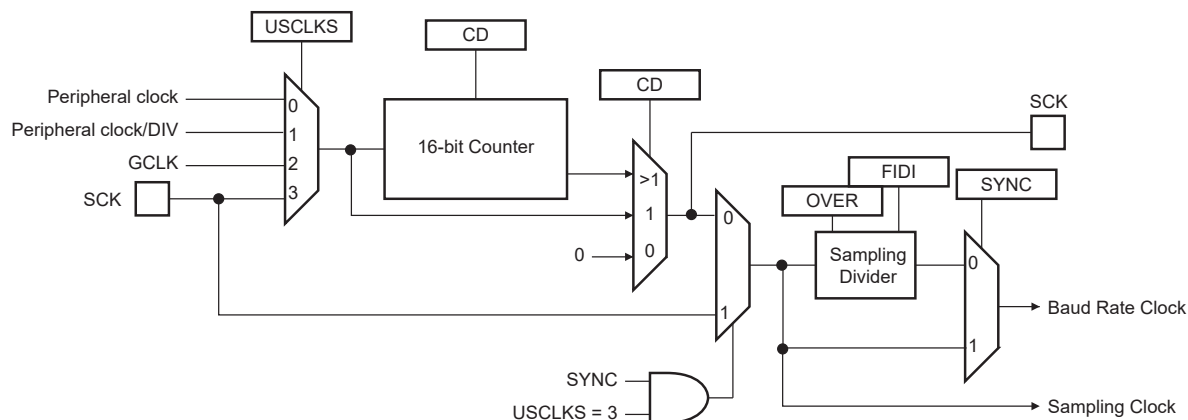 USCLKS
CD
CD
SCK
Peripheral clock
0
Peripheral clock/DIV
1
16-bit Counter
GCLK
2
SCK
3
>1
1
0
0
FIDI
OVER
SYNC
0
Sampling
Divider
0
1
1
Baud Rate Clock
SYNC
USCLKS = 3
Sampling Clock